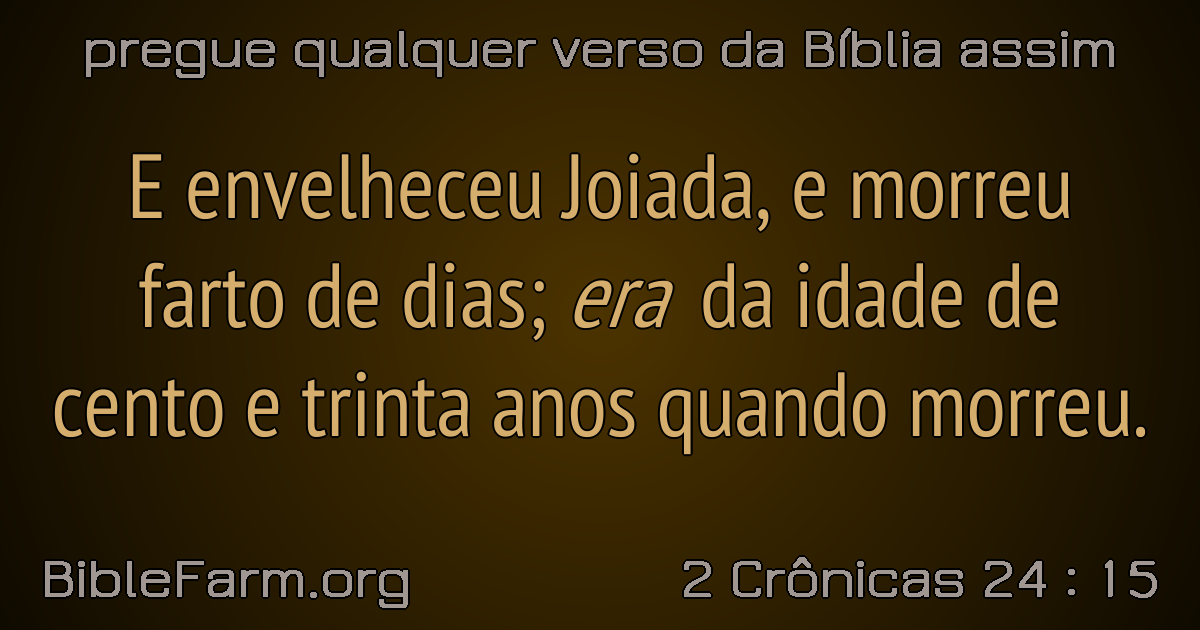 pregue qualquer verso da Bíblia assim
E envelheceu Joiada, e morreu
farto de dias; era da idade de
cento e trinta anos quando morreu.
BibleFarm.org
2 Crônicas 24 : 15